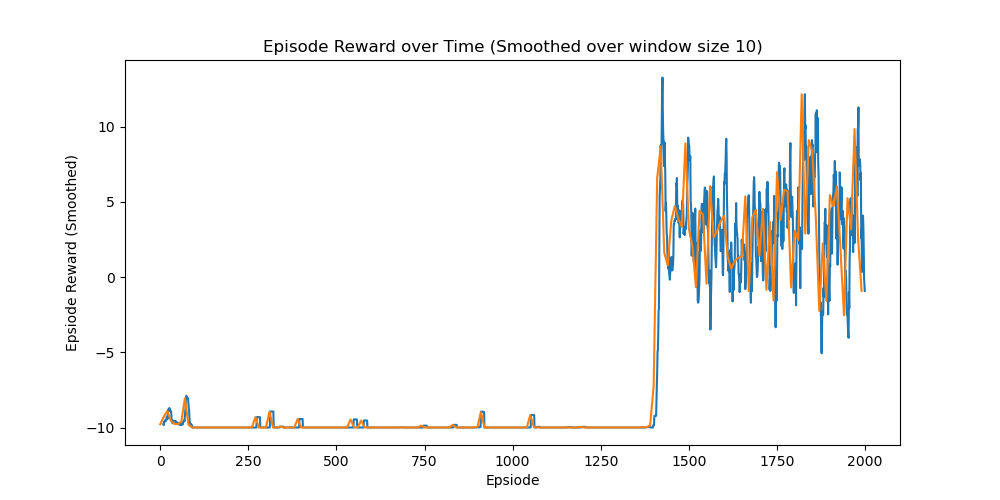 Episode Reward over Time (Smoothed over window size 10)
Epsiode Reward (Smoothed)
10
5
0
−5
−10
0 250 500 750 1000 1250 1500 1750 2000
Epsiode